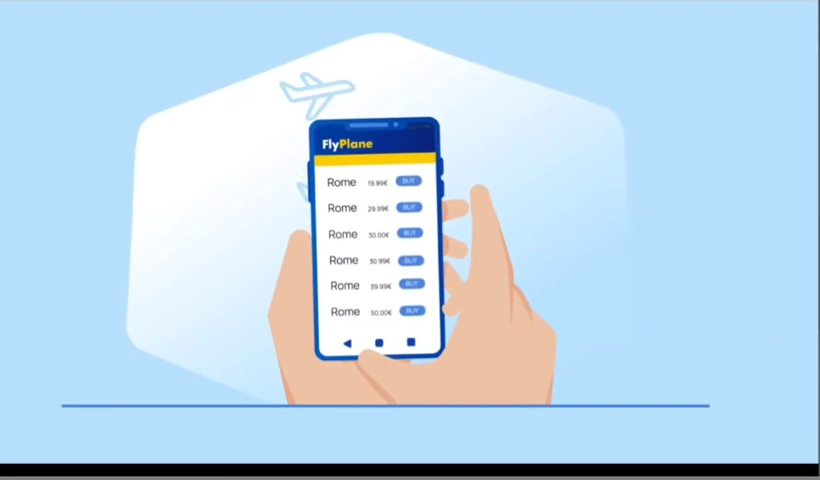 FlyPlane
Rome 19.99€ BUY
Rome 29.99€ BUY
Rome 30.00€ BUY
Rome 30.99€ BUY
Rome 39.99€ BUY
Rome 50.00€ BUY